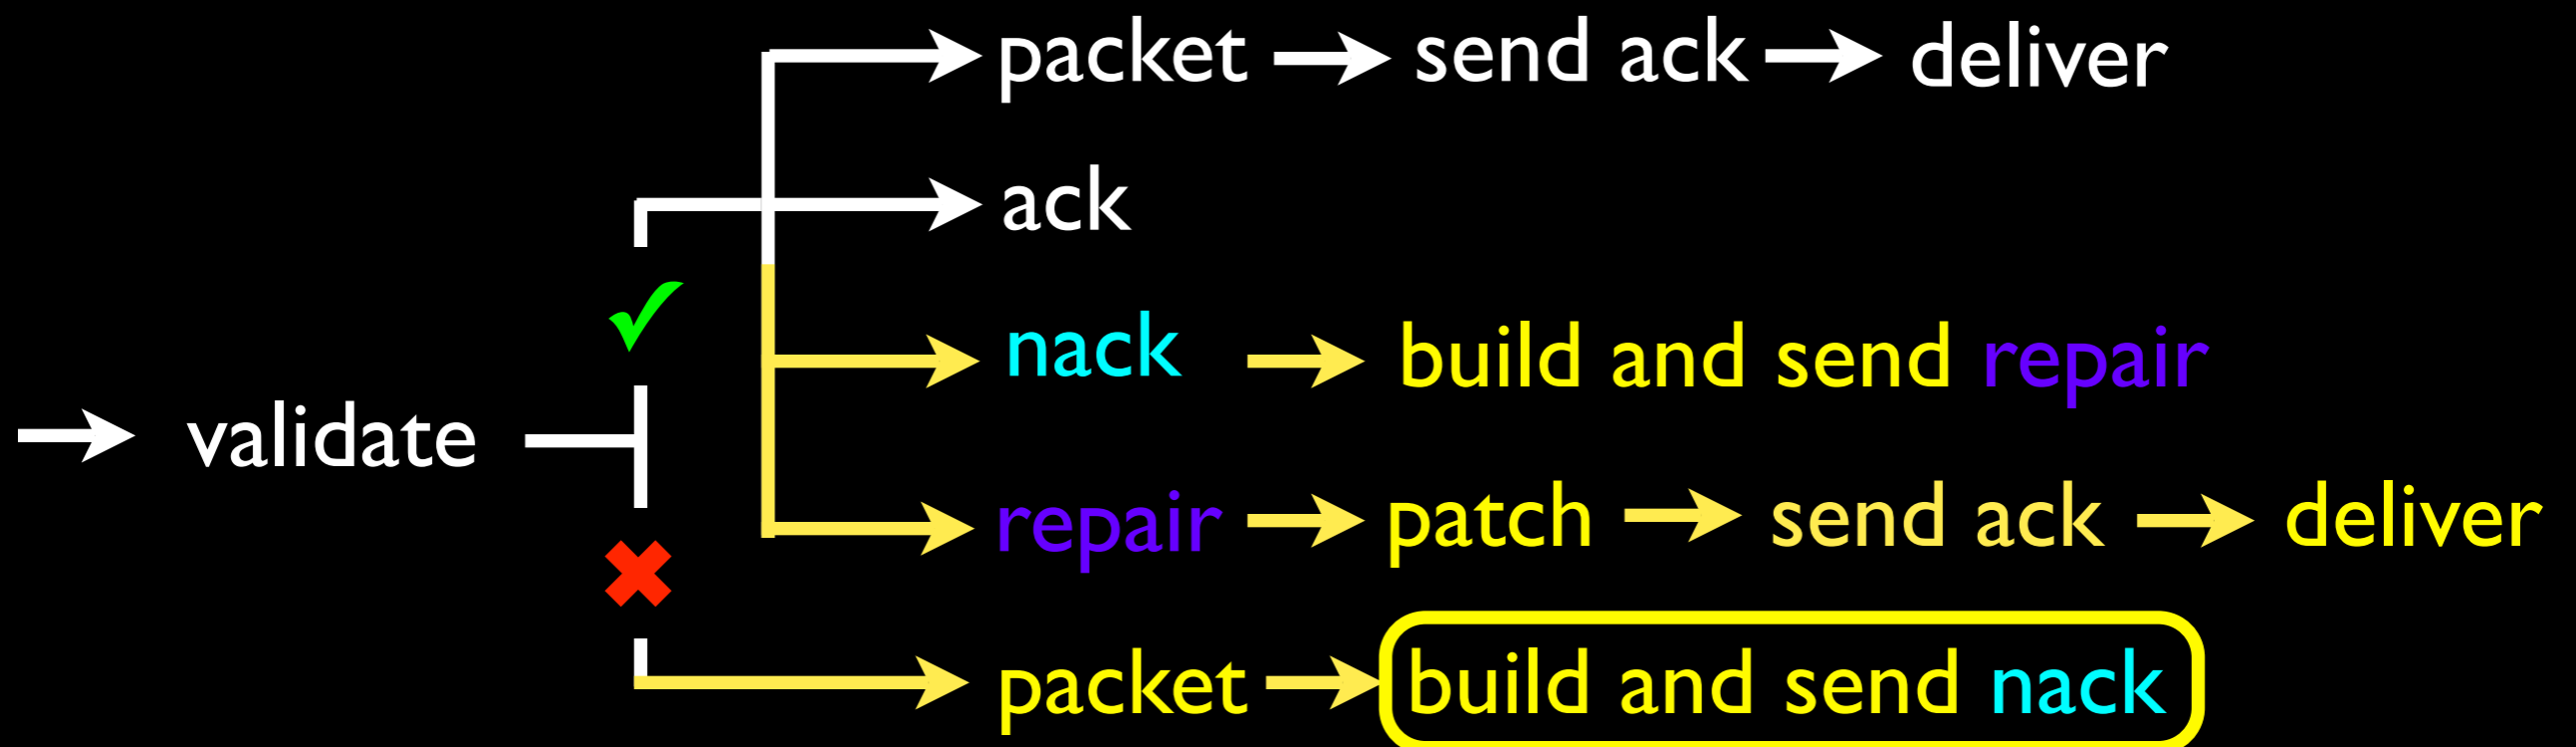 packet send ack deliver
ack
nack build and send repair
validate
repair patch send ack deliver
packet build and send nack